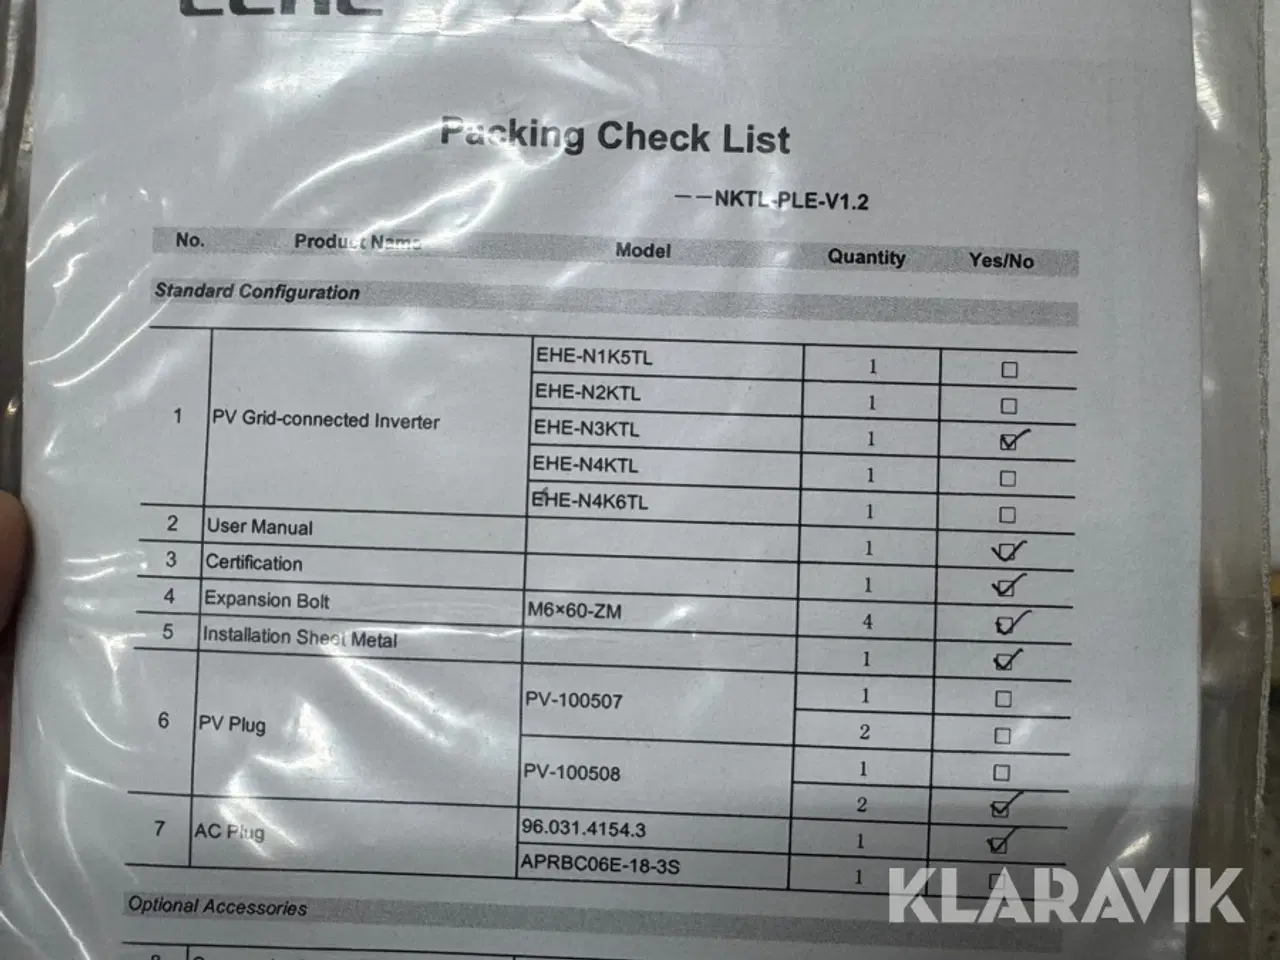 Packing Check List
——NKTL-PLE-V1.2
No. Product Name Model Quantity Yes/No
Standard Configuration
1 PV Grid-connected Inverter
EHE-N1K5TL 1 ☐
EHE-N2KTL 1 ☐
EHE-N3KTL 1 ☑
EHE-N4KTL 1 ☐
EHE-N4K6TL 1 ☐
2 User Manual 1 ☑
3 Certification 1 ☑
4 Expansion Bolt M6×60-ZM 4 ☑
5 Installation Sheet Metal 1 ☑
6 PV Plug
PV-100507 1 ☐
2 ☐
PV-100508 1 ☐
2 ☑
7 AC Plug
96.031.4154.3 1 ☑
APRBC06E-18-3S 1 ☐
Optional Accessories
KLARAVIK